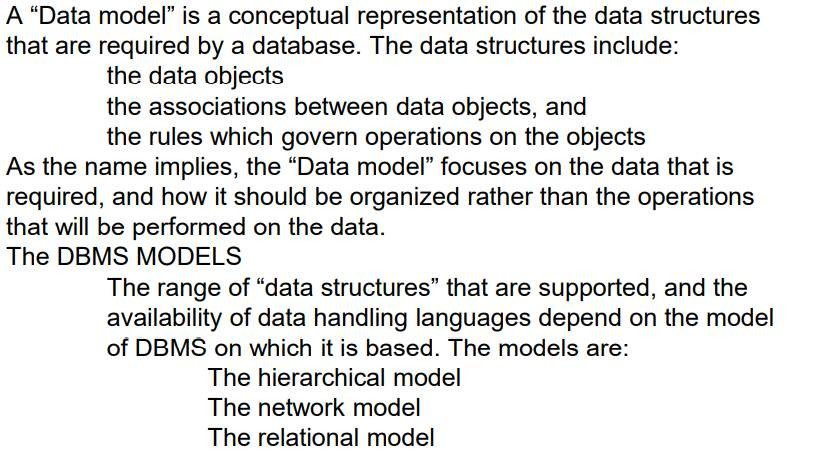 A “Data model” is a conceptual representation of the data structures
that are required by a database. The data structures include:
the data objects
the associations between data objects, and
the rules which govern operations on the objects
As the name implies, the “Data model” focuses on the data that is
required, and how it should be organized rather than the operations
that will be performed on the data.
The DBMS MODELS
The range of “data structures” that are supported, and the
availability of data handling languages depend on the model
of DBMS on which it is based. The models are:
The hierarchical model
The network model
The relational model